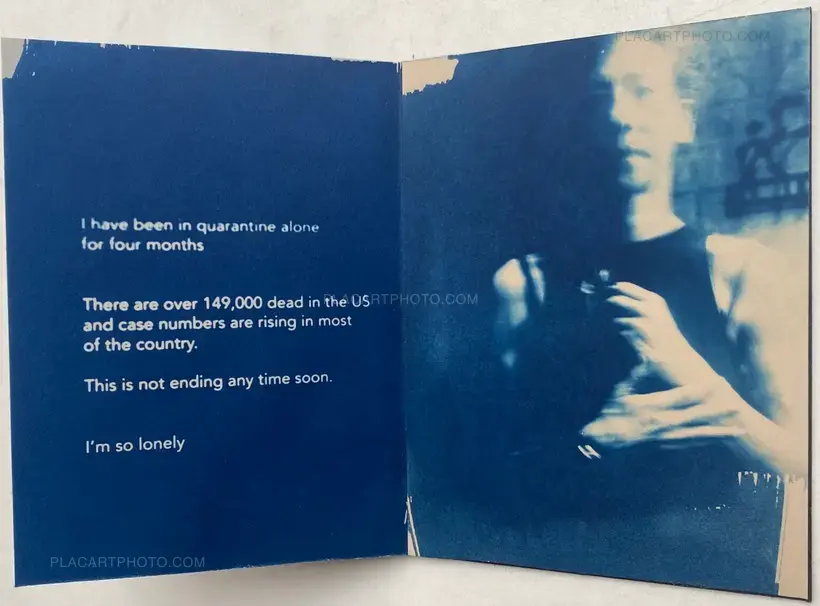 PLACARTPHOTO.COM
I have been in quarantine alone
for four months
There are over 149,000 dead in the US
and case numbers are rising in most
of the country.
This is not ending any time soon.
I'm so lonely
PLACARTPHOTO.COM
PLACARTPHOTO.COM